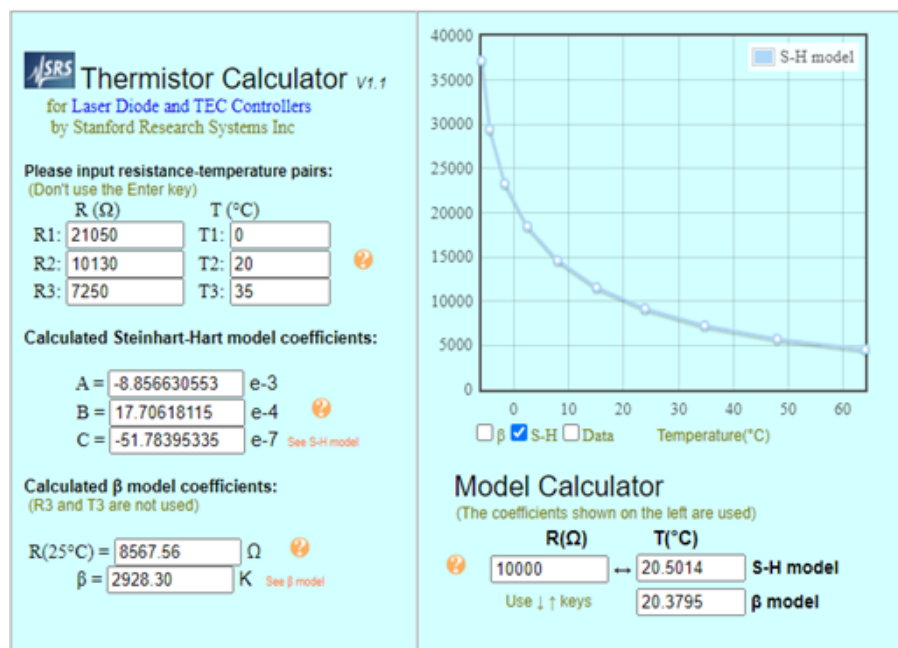 SRS Thermistor Calculator V1.1
for Laser Diode and TEC Controllers
by Stanford Research Systems Inc
Please input resistance-temperature pairs:
(Don't use the Enter key)
R (Ω) T (°C)
R1: 21050 T1: 0
R2: 10130 T2: 20 ?
R3: 7250 T3: 35
Calculated Steinhart-Hart model coefficients:
A = -8.856630553 e-3
B = 17.70618115 e-4 ?
C = -51.78395335 e-7 See S-H model
Calculated β model coefficients:
(R3 and T3 are not used)
R(25°C) = 8567.56 Ω ?
β = 2928.30 K See β model
40000
35000
30000
25000
20000
15000
10000
5000
0
S-H model
0 10 20 30 40 50 60
β S-H Data Temperature(°C)
Model Calculator
(The coefficients shown on the left are used)
R(Ω) T(°C)
? 10000 ↔ 20.5014 S-H model
Use ↓ ↑ keys 20.3795 β model